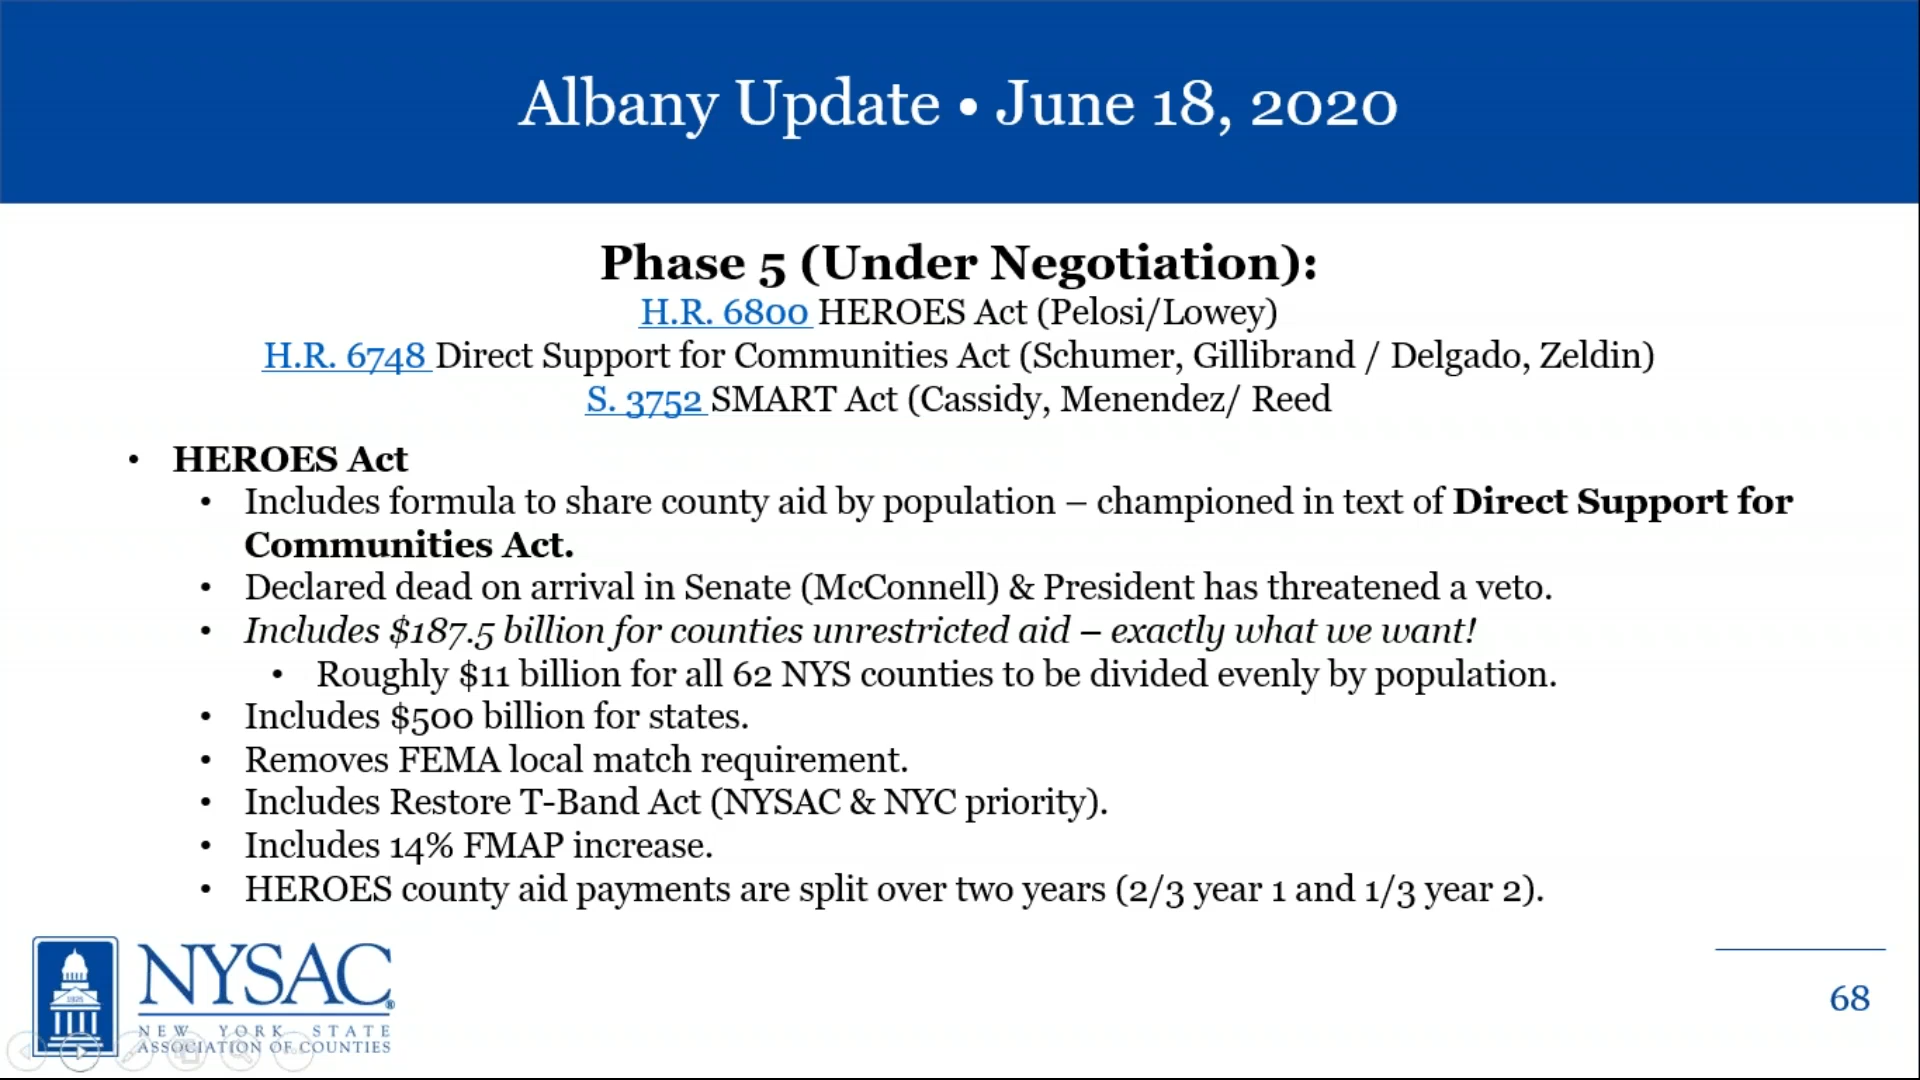 Albany Update • June 18, 2020
Phase 5 (Under Negotiation):
H.R. 6800 HEROES Act (Pelosi/Lowey)
H.R. 6748 Direct Support for Communities Act (Schumer, Gillibrand / Delgado, Zeldin)
S. 3752 SMART Act (Cassidy, Menendez/ Reed
• HEROES Act
• Includes formula to share county aid by population – championed in text of Direct Support for
Communities Act.
• Declared dead on arrival in Senate (McConnell) & President has threatened a veto.
• Includes $187.5 billion for counties unrestricted aid – exactly what we want!
• Roughly $11 billion for all 62 NYS counties to be divided evenly by population.
• Includes $500 billion for states.
• Removes FEMA local match requirement.
• Includes Restore T-Band Act (NYSAC & NYC priority).
• Includes 14% FMAP increase.
• HEROES county aid payments are split over two years (2/3 year 1 and 1/3 year 2).
1925
NYSAC®
NEW YORK STATE
ASSOCIATION OF COUNTIES
68